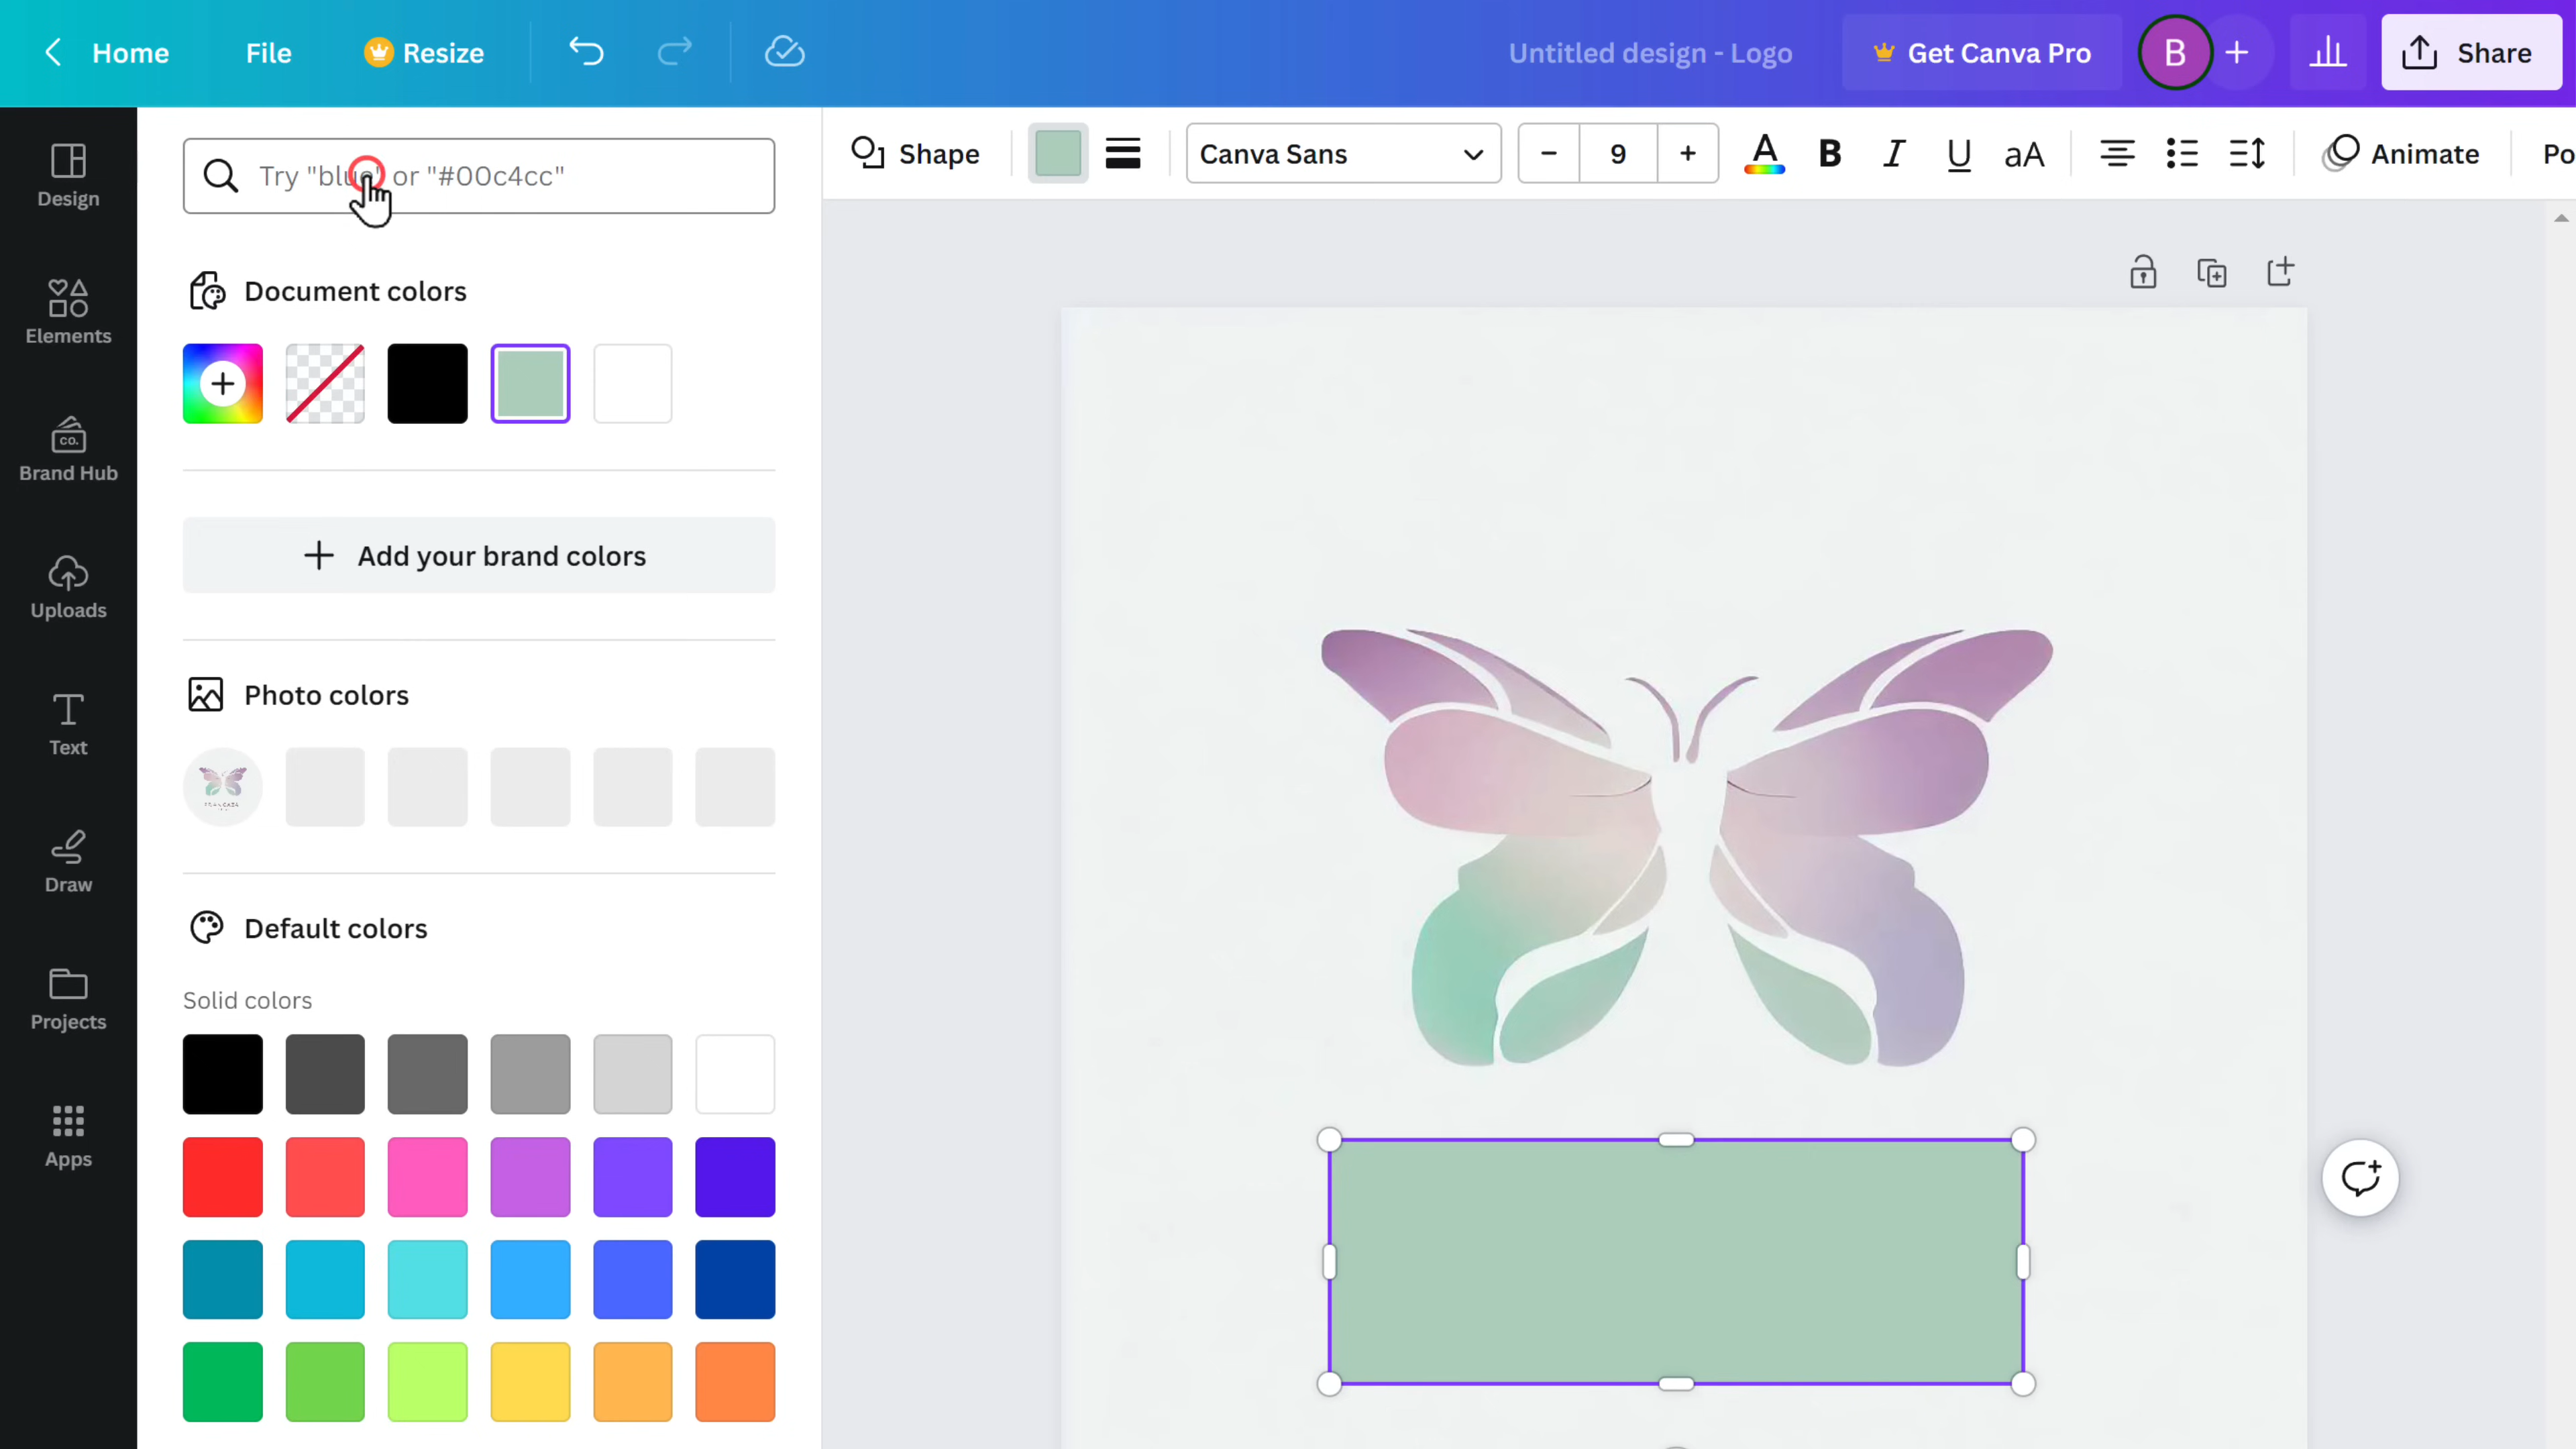 Home File Resize Untitled design - Logo Get Canva Pro B Share
Try "blue" or "#00c4cc"
Shape Canva Sans 9 A B I U aA Animate Po
Design
Document colors
Elements
co.
Brand Hub
Add your brand colors
Uploads
Photo colors
Text
Draw
Default colors
Solid colors
Projects
Apps